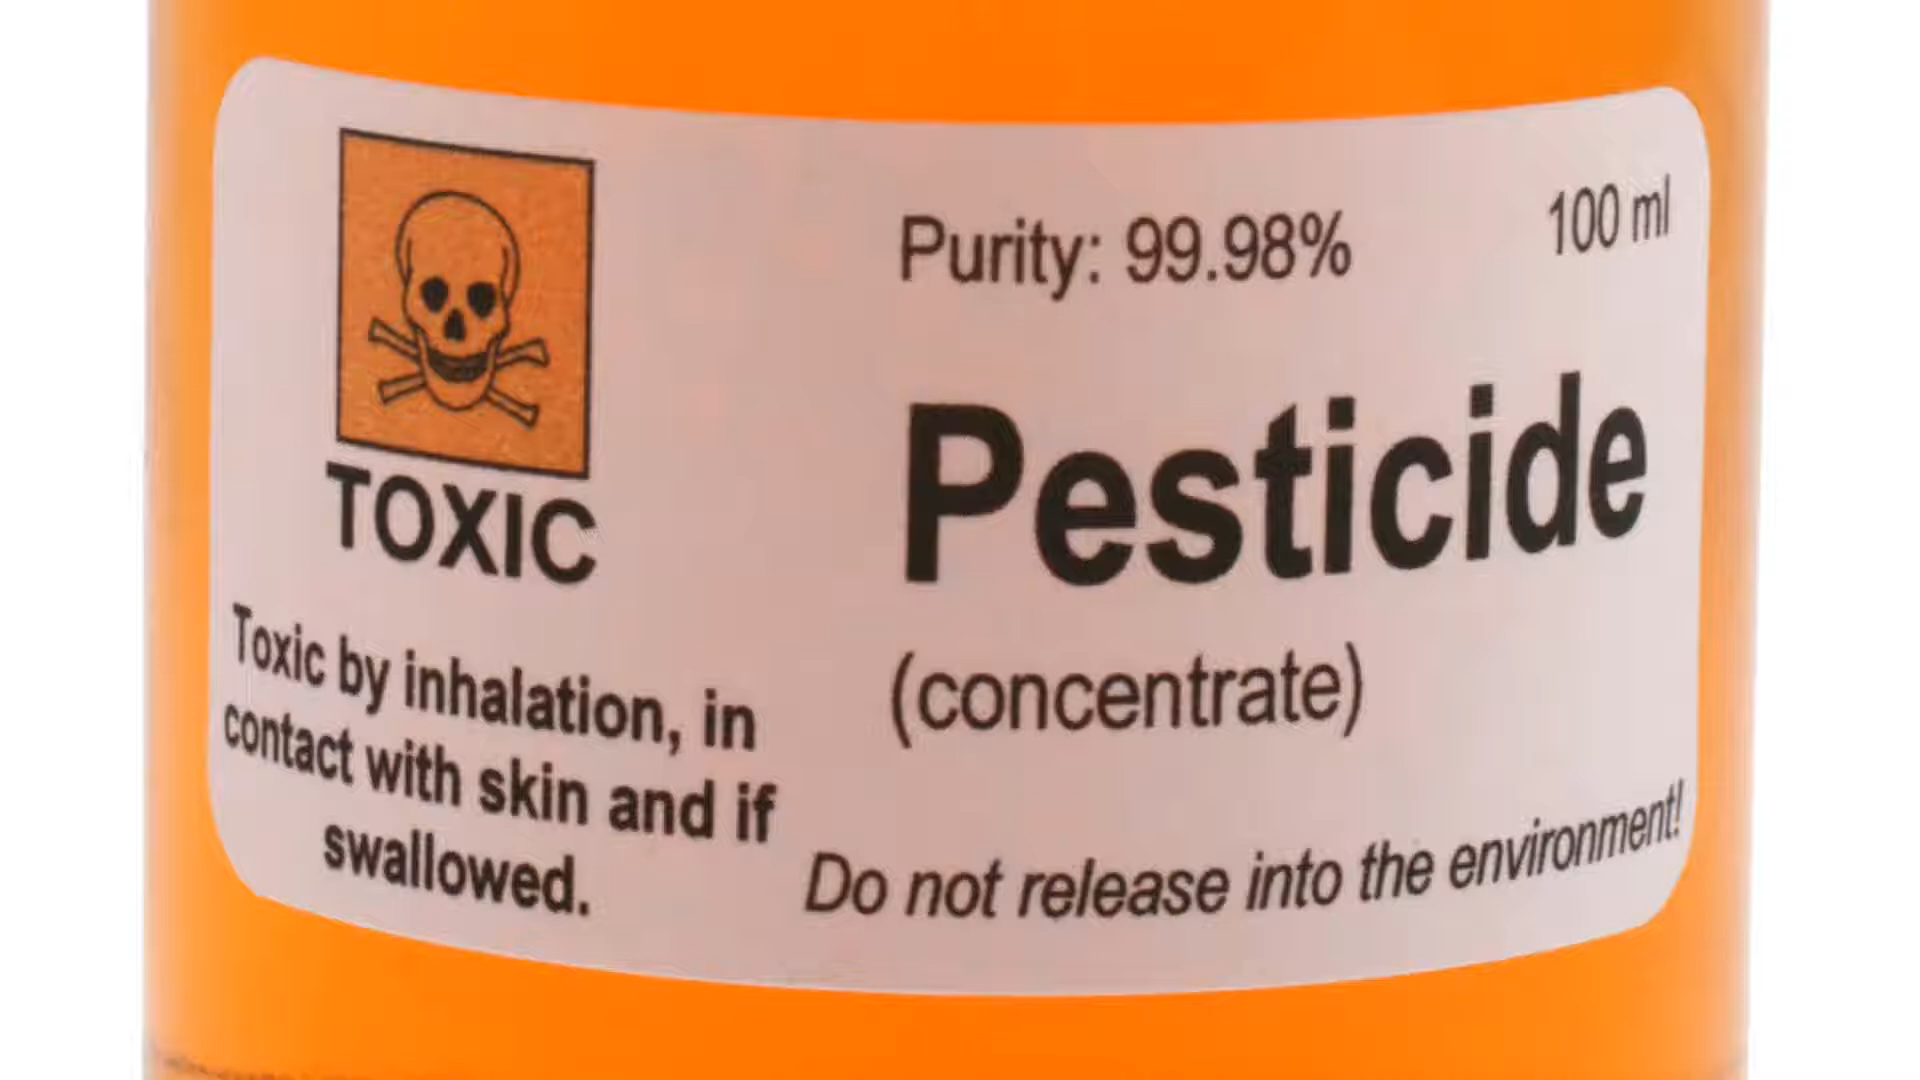 TOXIC
Toxic by inhalation, in
contact with skin and if
swallowed.
Purity: 99.98%
100 ml
Pesticide
(concentrate)
Do not release into the environment!